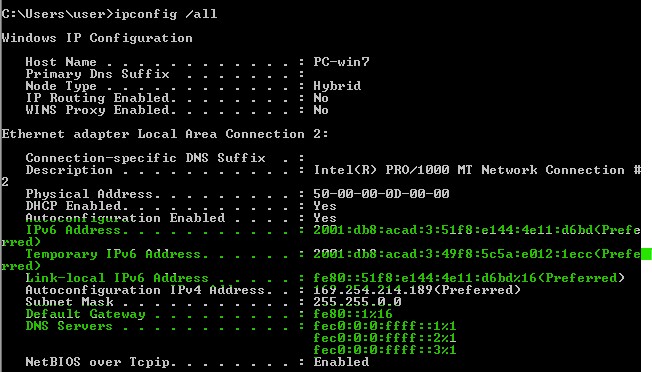 C:\Users\user>ipconfig /all
Windows IP Configuration
Host Name . . . . . . . . . . . . : PC-win7
Primary Dns Suffix  . . . . . . . :
Node Type . . . . . . . . . . . . : Hybrid
IP Routing Enabled. . . . . . . . : No
WINS Proxy Enabled. . . . . . . . : No
Ethernet adapter Local Area Connection 2:
Connection-specific DNS Suffix  . :
Description . . . . . . . . . . . : Intel(R) PRO/1000 MT Network Connection #
2
Physical Address. . . . . . . . . : 50-00-00-0D-00-00
DHCP Enabled. . . . . . . . . . . : Yes
Autoconfiguration Enabled . . . . : Yes
IPv6 Address. . . . . . . . . . . : 2001:db8:acad:3:51f8:e144:4e11:d6bd(Prefe
rred)
Temporary IPv6 Address. . . . . . : 2001:db8:acad:3:49f8:5c5a:e012:1ecc(Prefe
rred)
Link-local IPv6 Address . . . . . : fe80::51f8:e144:4e11:d6bd%16(Preferred)
Autoconfiguration IPv4 Address. . : 169.254.214.189(Preferred)
Subnet Mask . . . . . . . . . . . : 255.255.0.0
Default Gateway . . . . . . . . . : fe80::1%16
DNS Servers . . . . . . . . . . . : fec0:0:0:ffff::1%1
fec0:0:0:ffff::2%1
fec0:0:0:ffff::3%1
NetBIOS over Tcpip. . . . . . . . : Enabled